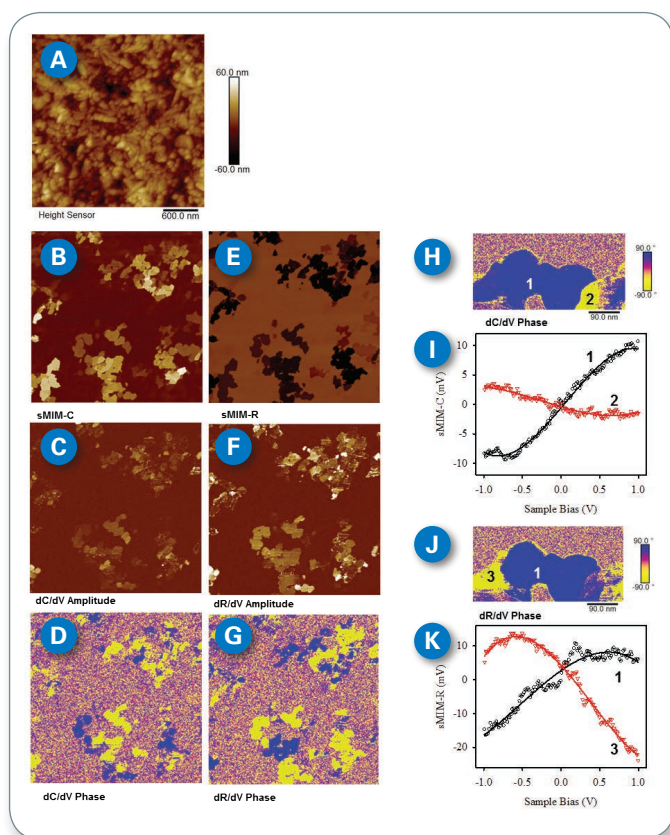 A
60.0 nm
-60.0 nm
Height Sensor
600.0 nm
B
sMIM-C
E
sMIM-R
C
dC/dV Amplitude
F
dR/dV Amplitude
D
dC/dV Phase
G
dR/dV Phase
H
1
2
90.0 °
-90.0 °
dC/dV Phase
90.0 nm
I
sMIM-C (mV)
10
5
0
-5
-10
1
2
-1.0
-0.5
0.0
0.5
1.0
Sample Bias (V)
J
3
1
90.0 °
-90.0 °
dR/dV Phase
90.0 nm
K
sMIM-R (mV)
10
0
-10
-20
1
3
-1.0
-0.5
0.0
0.5
1.0
Sample Bias (V)